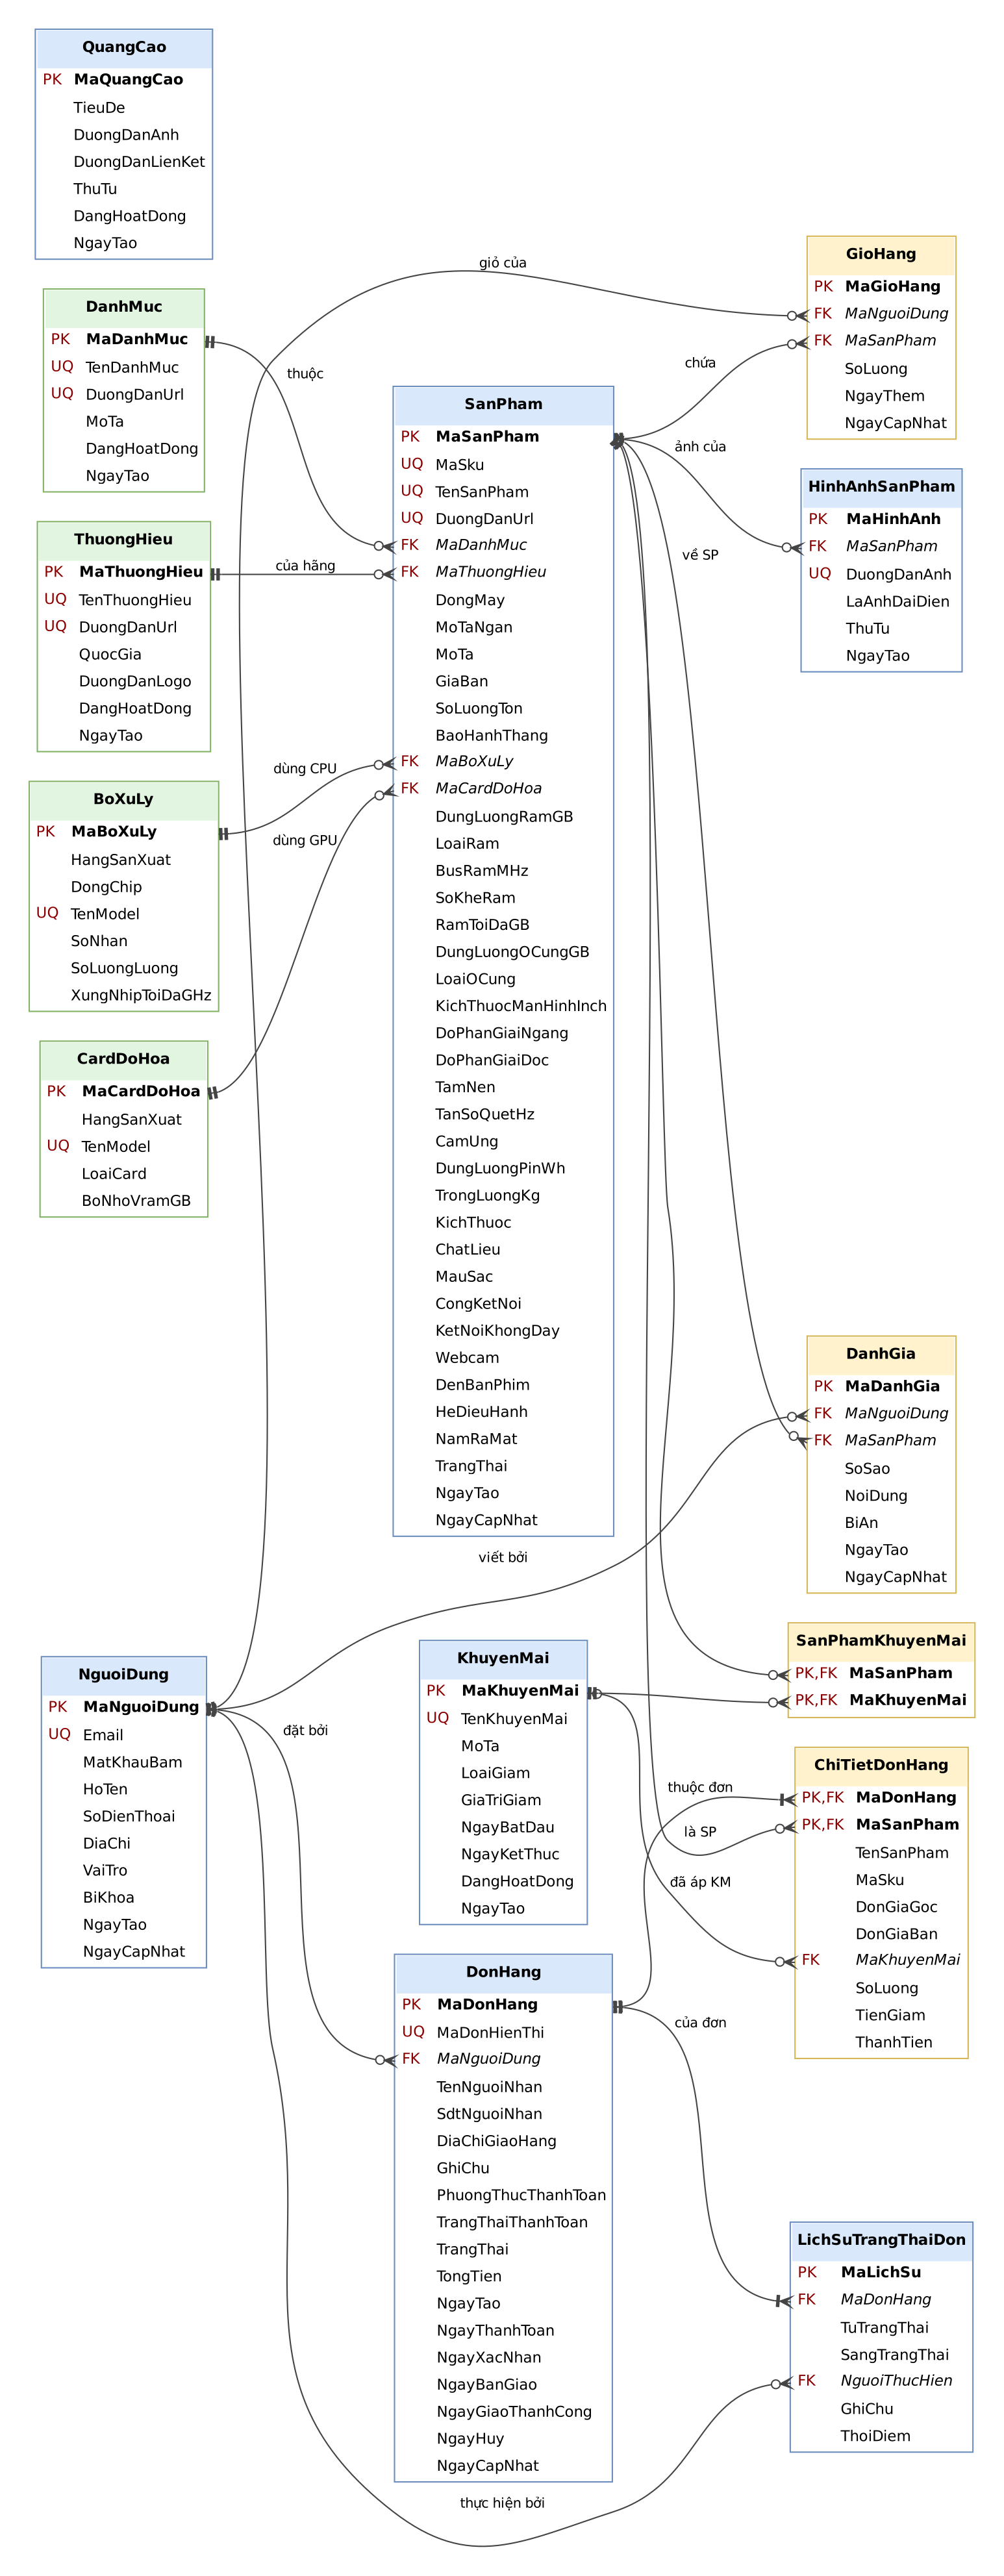 QuangCao
PK MaQuangCao
TieuDe
DuongDanAnh
DuongDanLienKet
ThuTu
DangHoatDong
NgayTao
DanhMuc
PK MaDanhMuc
UQ TenDanhMuc
UQ DuongDanUrl
MoTa
DangHoatDong
NgayTao
ThuongHieu
PK MaThuongHieu
UQ TenThuongHieu
UQ DuongDanUrl
QuocGia
DuongDanLogo
DangHoatDong
NgayTao
BoXuLy
PK MaBoXuLy
HangSanXuat
DongChip
UQ TenModel
SoNhan
SoLuongLuong
XungNhipToiDaGHz
CardDoHoa
PK MaCardDoHoa
HangSanXuat
UQ TenModel
LoaiCard
BoNhoVramGB
NguoiDung
PK MaNguoiDung
UQ Email
MatKhauBam
HoTen
SoDienThoai
DiaChi
VaiTro
BiKhoa
NgayTao
NgayCapNhat
giỏ của
thuộc
của hãng
dùng CPU
dùng GPU
viết bởi
đặt bởi
thực hiện bởi
SanPham
PK MaSanPham
UQ MaSku
UQ TenSanPham
UQ DuongDanUrl
FK MaDanhMuc
FK MaThuongHieu
DongMay
MoTaNgan
MoTa
GiaBan
SoLuongTon
BaoHanhThang
FK MaBoXuLy
FK MaCardDoHoa
DungLuongRamGB
LoaiRam
BusRamMHz
SoKheRam
RamToiDaGB
DungLuongOCungGB
LoaiOCung
KichThuocManHinhInch
DoPhanGiaiNgang
DoPhanGiaiDoc
TamNen
TanSoQuetHz
CamUng
DungLuongPinWh
TrongLuongKg
KichThuoc
ChatLieu
MauSac
CongKetNoi
KetNoiKhongDay
Webcam
DenBanPhim
HeDieuHanh
NamRaMat
TrangThai
NgayTao
NgayCapNhat
KhuyenMai
PK MaKhuyenMai
UQ TenKhuyenMai
MoTa
LoaiGiam
GiaTriGiam
NgayBatDau
NgayKetThuc
DangHoatDong
NgayTao
DonHang
PK MaDonHang
UQ MaDonHienThi
FK MaNguoiDung
TenNguoiNhan
SdtNguoiNhan
DiaChiGiaoHang
GhiChu
PhuongThucThanhToan
TrangThaiThanhToan
TrangThai
TongTien
NgayTao
NgayThanhToan
NgayXacNhan
NgayBanGiao
NgayGiaoThanhCong
NgayHuy
NgayCapNhat
chứa
ảnh của
về SP
thuộc đơn
là SP
đã áp KM
của đơn
GioHang
PK MaGioHang
FK MaNguoiDung
FK MaSanPham
SoLuong
NgayThem
NgayCapNhat
HinhAnhSanPham
PK MaHinhAnh
FK MaSanPham
UQ DuongDanAnh
LaAnhDaiDien
ThuTu
NgayTao
DanhGia
PK MaDanhGia
FK MaNguoiDung
FK MaSanPham
SoSao
NoiDung
BiAn
NgayTao
NgayCapNhat
SanPhamKhuyenMai
PK,FK MaSanPham
PK,FK MaKhuyenMai
ChiTietDonHang
PK,FK MaDonHang
PK,FK MaSanPham
TenSanPham
MaSku
DonGiaGoc
DonGiaBan
FK MaKhuyenMai
SoLuong
TienGiam
ThanhTien
LichSuTrangThaiDon
PK MaLichSu
FK MaDonHang
TuTrangThai
SangTrangThai
FK NguoiThucHien
GhiChu
ThoiDiem